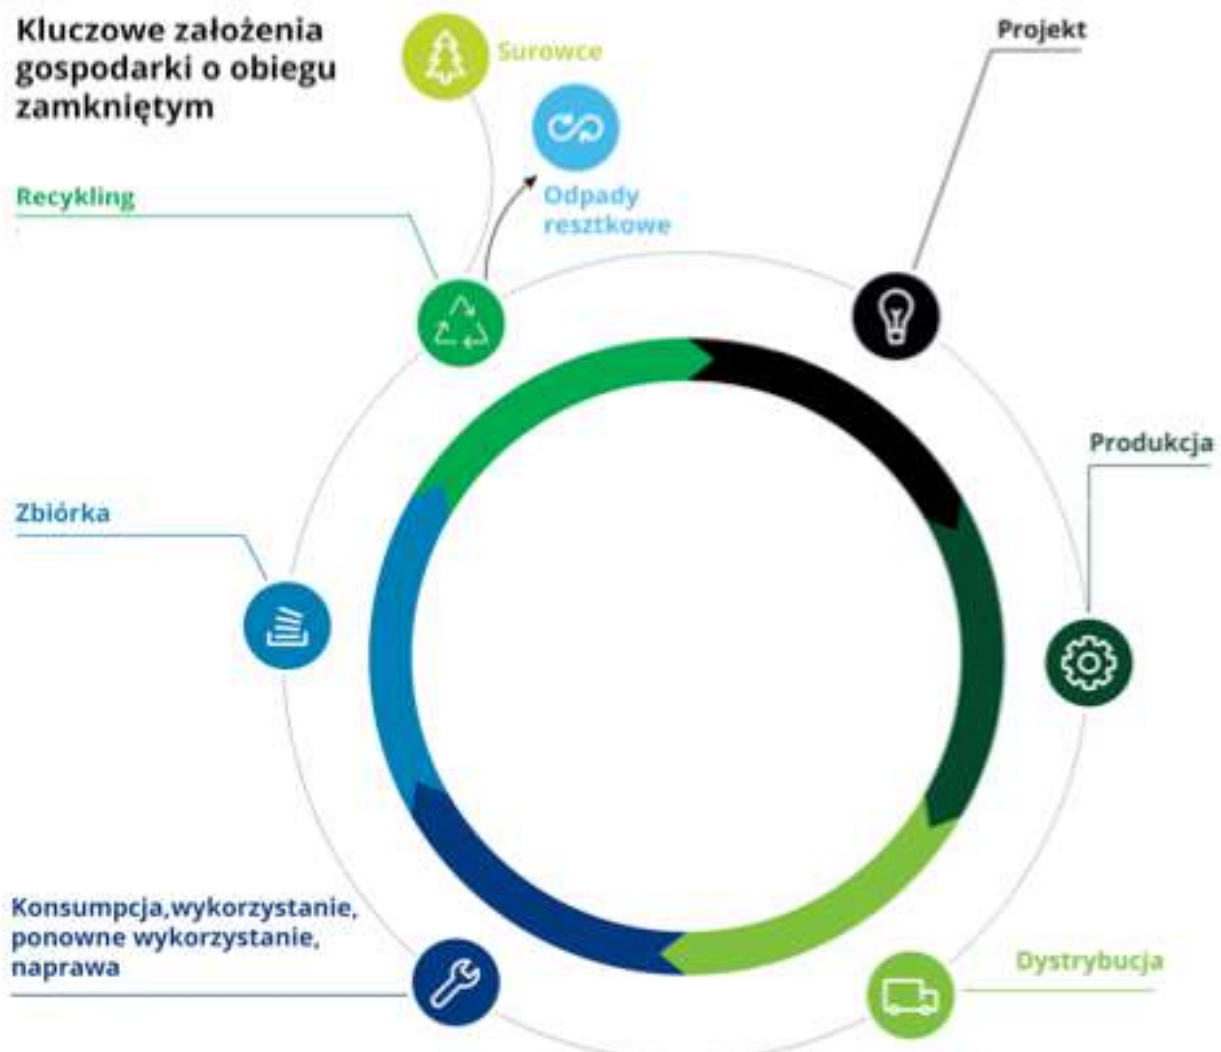 Kluczowe założenia
gospodarki o obiegu
zamkniętym
Surowce
Projekt
Odpady
resztkowe
Recykling
Produkcja
Zbiórka
Konsumpcja,wykorzystanie,
ponowne wykorzystanie,
naprawa
Dystrybucja